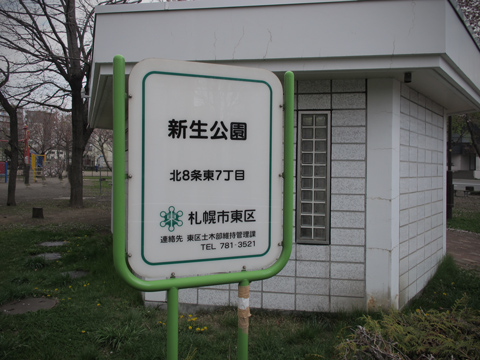 新生公園
北8条東7丁目
札幌市東区
連絡先 東区土木部維持管理課
TEL 781-3521